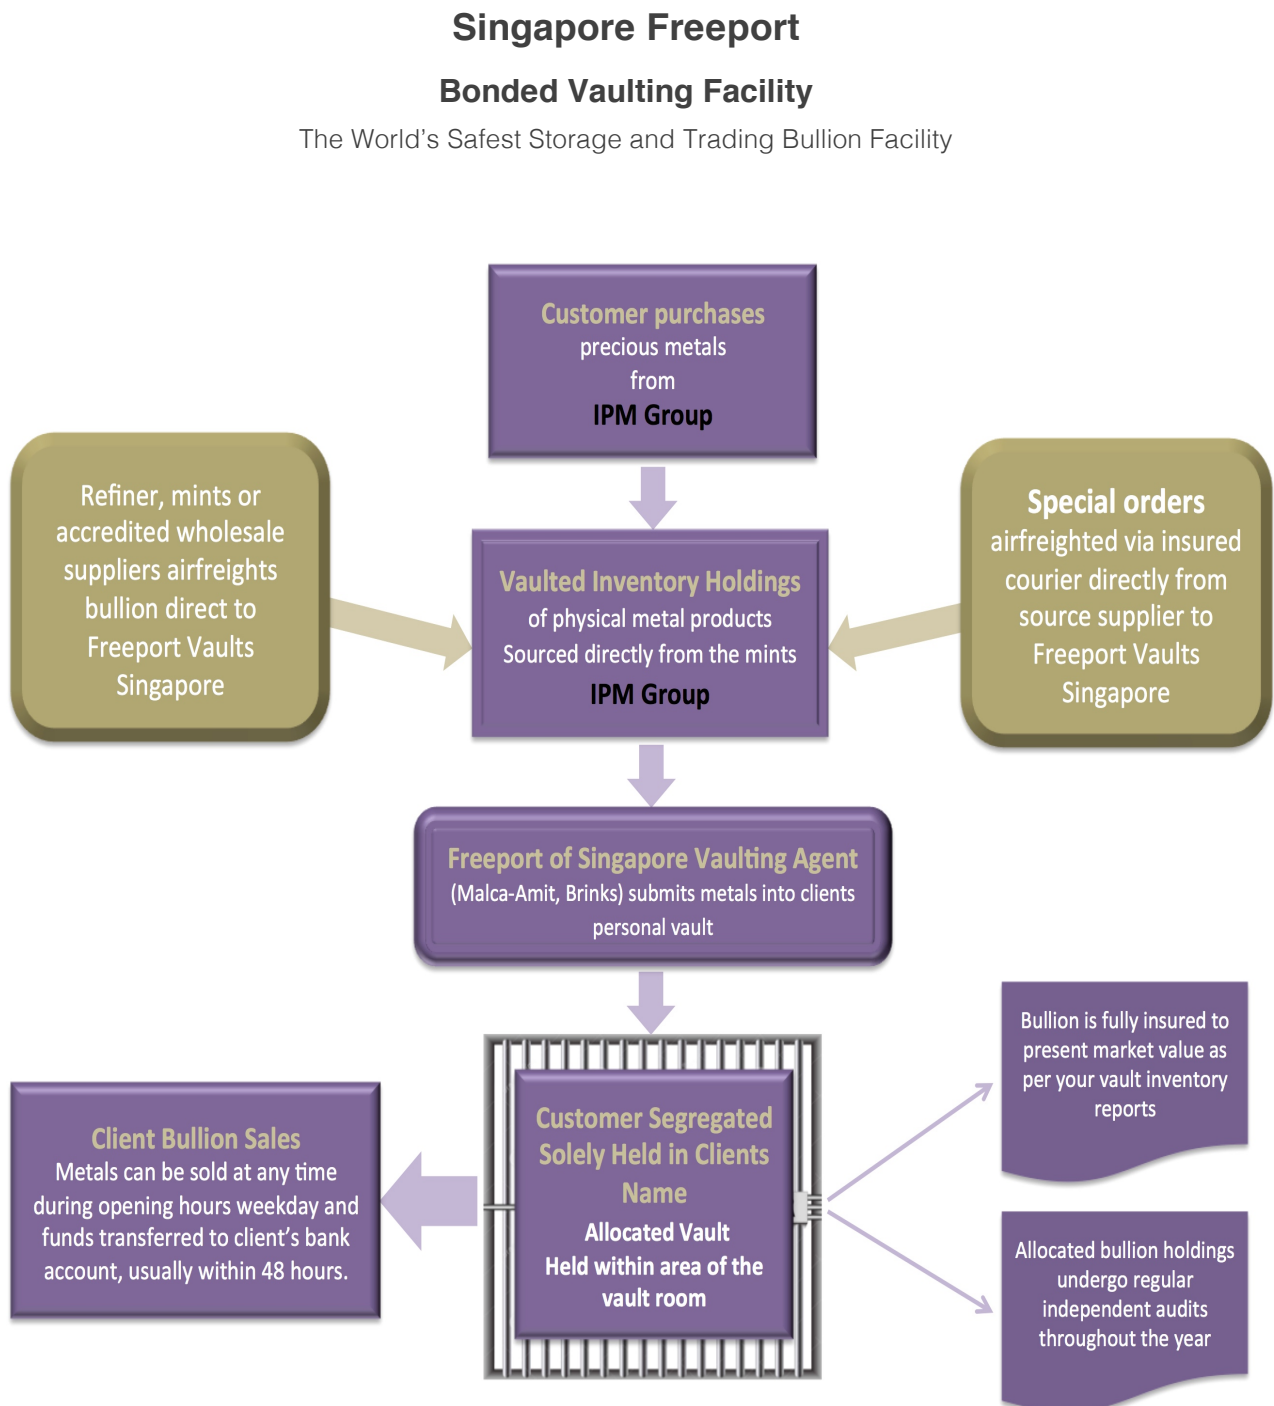 Singapore Freeport
Bonded Vaulting Facility
The World's Safest Storage and Trading Bullion Facility
Customer purchases
precious metals
from
IPM Group
Refiner, mints or
accredited wholesale
suppliers airfreights
bullion direct to
Freeport Vaults
Singapore
Vaulted Inventory Holdings
of physical metal products
Sourced directly from the mints
IPM Group
Special orders
airfreighted via insured
courier directly from
source supplier to
Freeport Vaults
Singapore
Freeport of Singapore Vaulting Agent
(Malca-Amit, Brinks) submits metals into clients
personal vault
Customer Segregated
Solely Held in Clients
Name
Allocated Vault
Held within area of the
vault room
Client Bullion Sales
Metals can be sold at any time
during opening hours weekday and
funds transferred to client's bank
account, usually within 48 hours.
Bullion is fully insured to
present market value as
per your vault inventory
reports
Allocated bullion holdings
undergo regular
independent audits
throughout the year